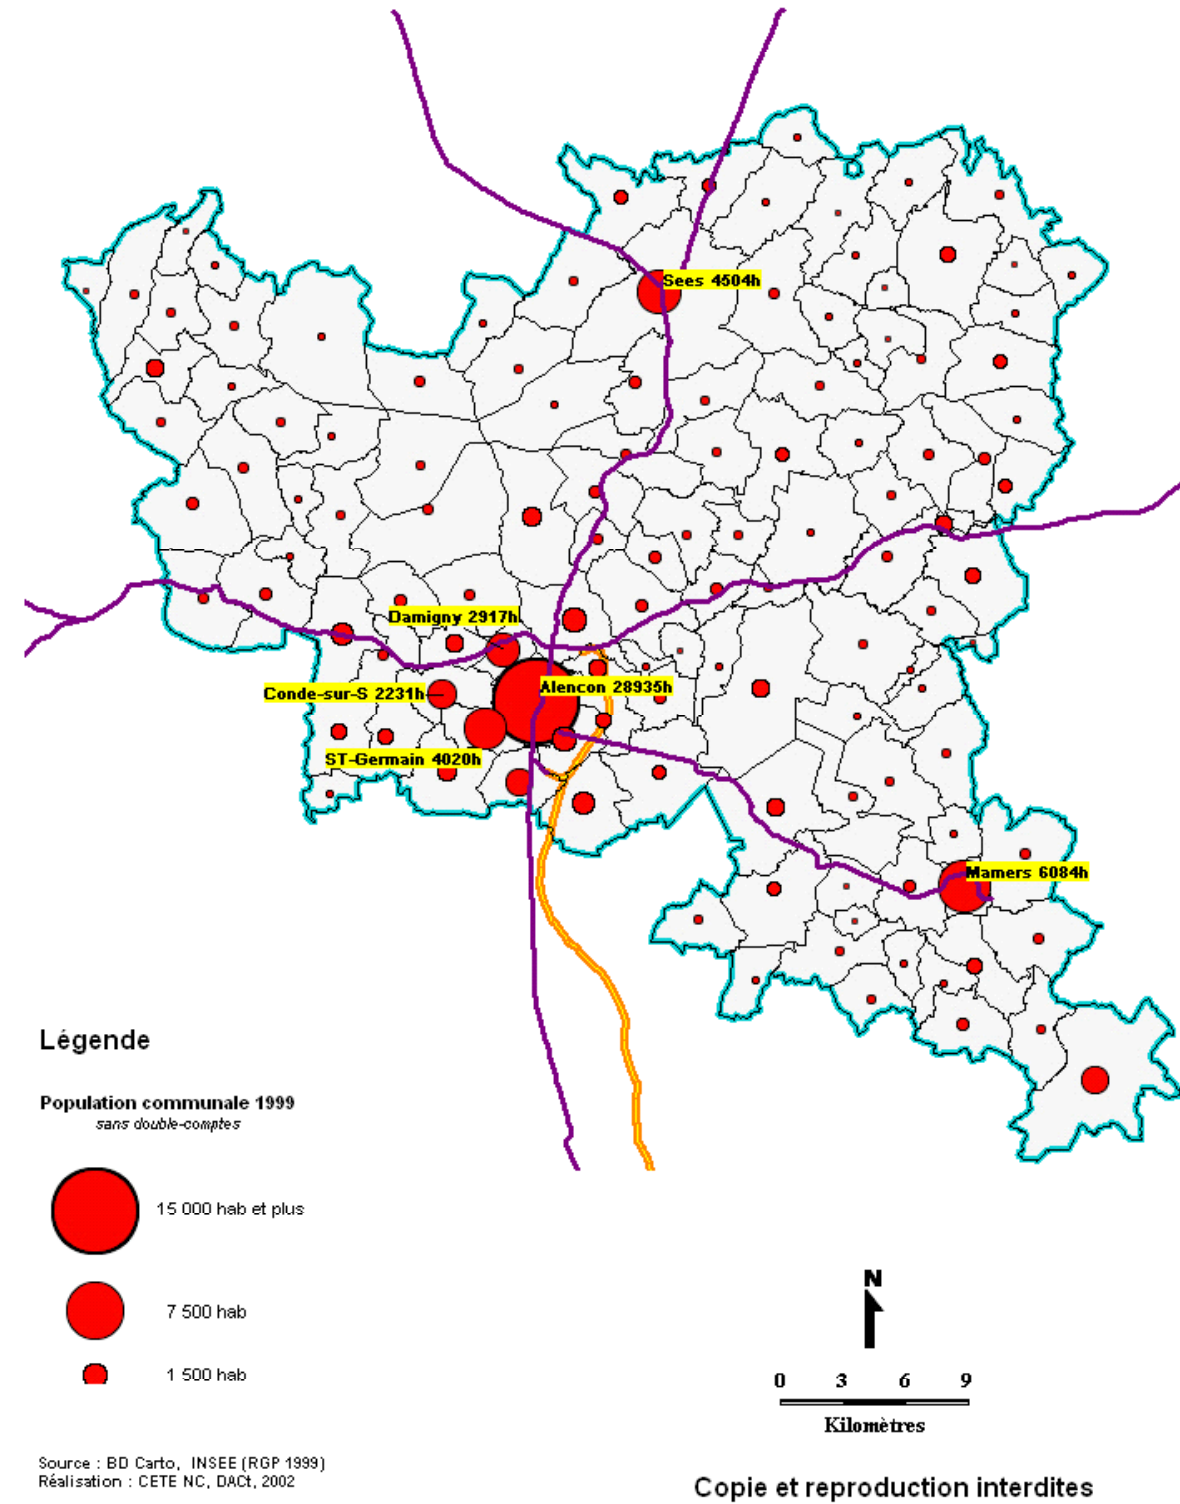 Sees 4504h
Damigny 2917h
Conde-sur-S 2231h
Alencon 28935h
ST-Germain 4020h
Mamers 6084h
Légende
Population communale 1999
sans double-comptes
15 000 hab et plus
7 500 hab
1 500 hab
N
0 3 6 9
Kilomètres
Source : BD Carto, INSEE (RGP 1999)
Réalisation : CETE NC, DACt, 2002
Copie et reproduction interdites